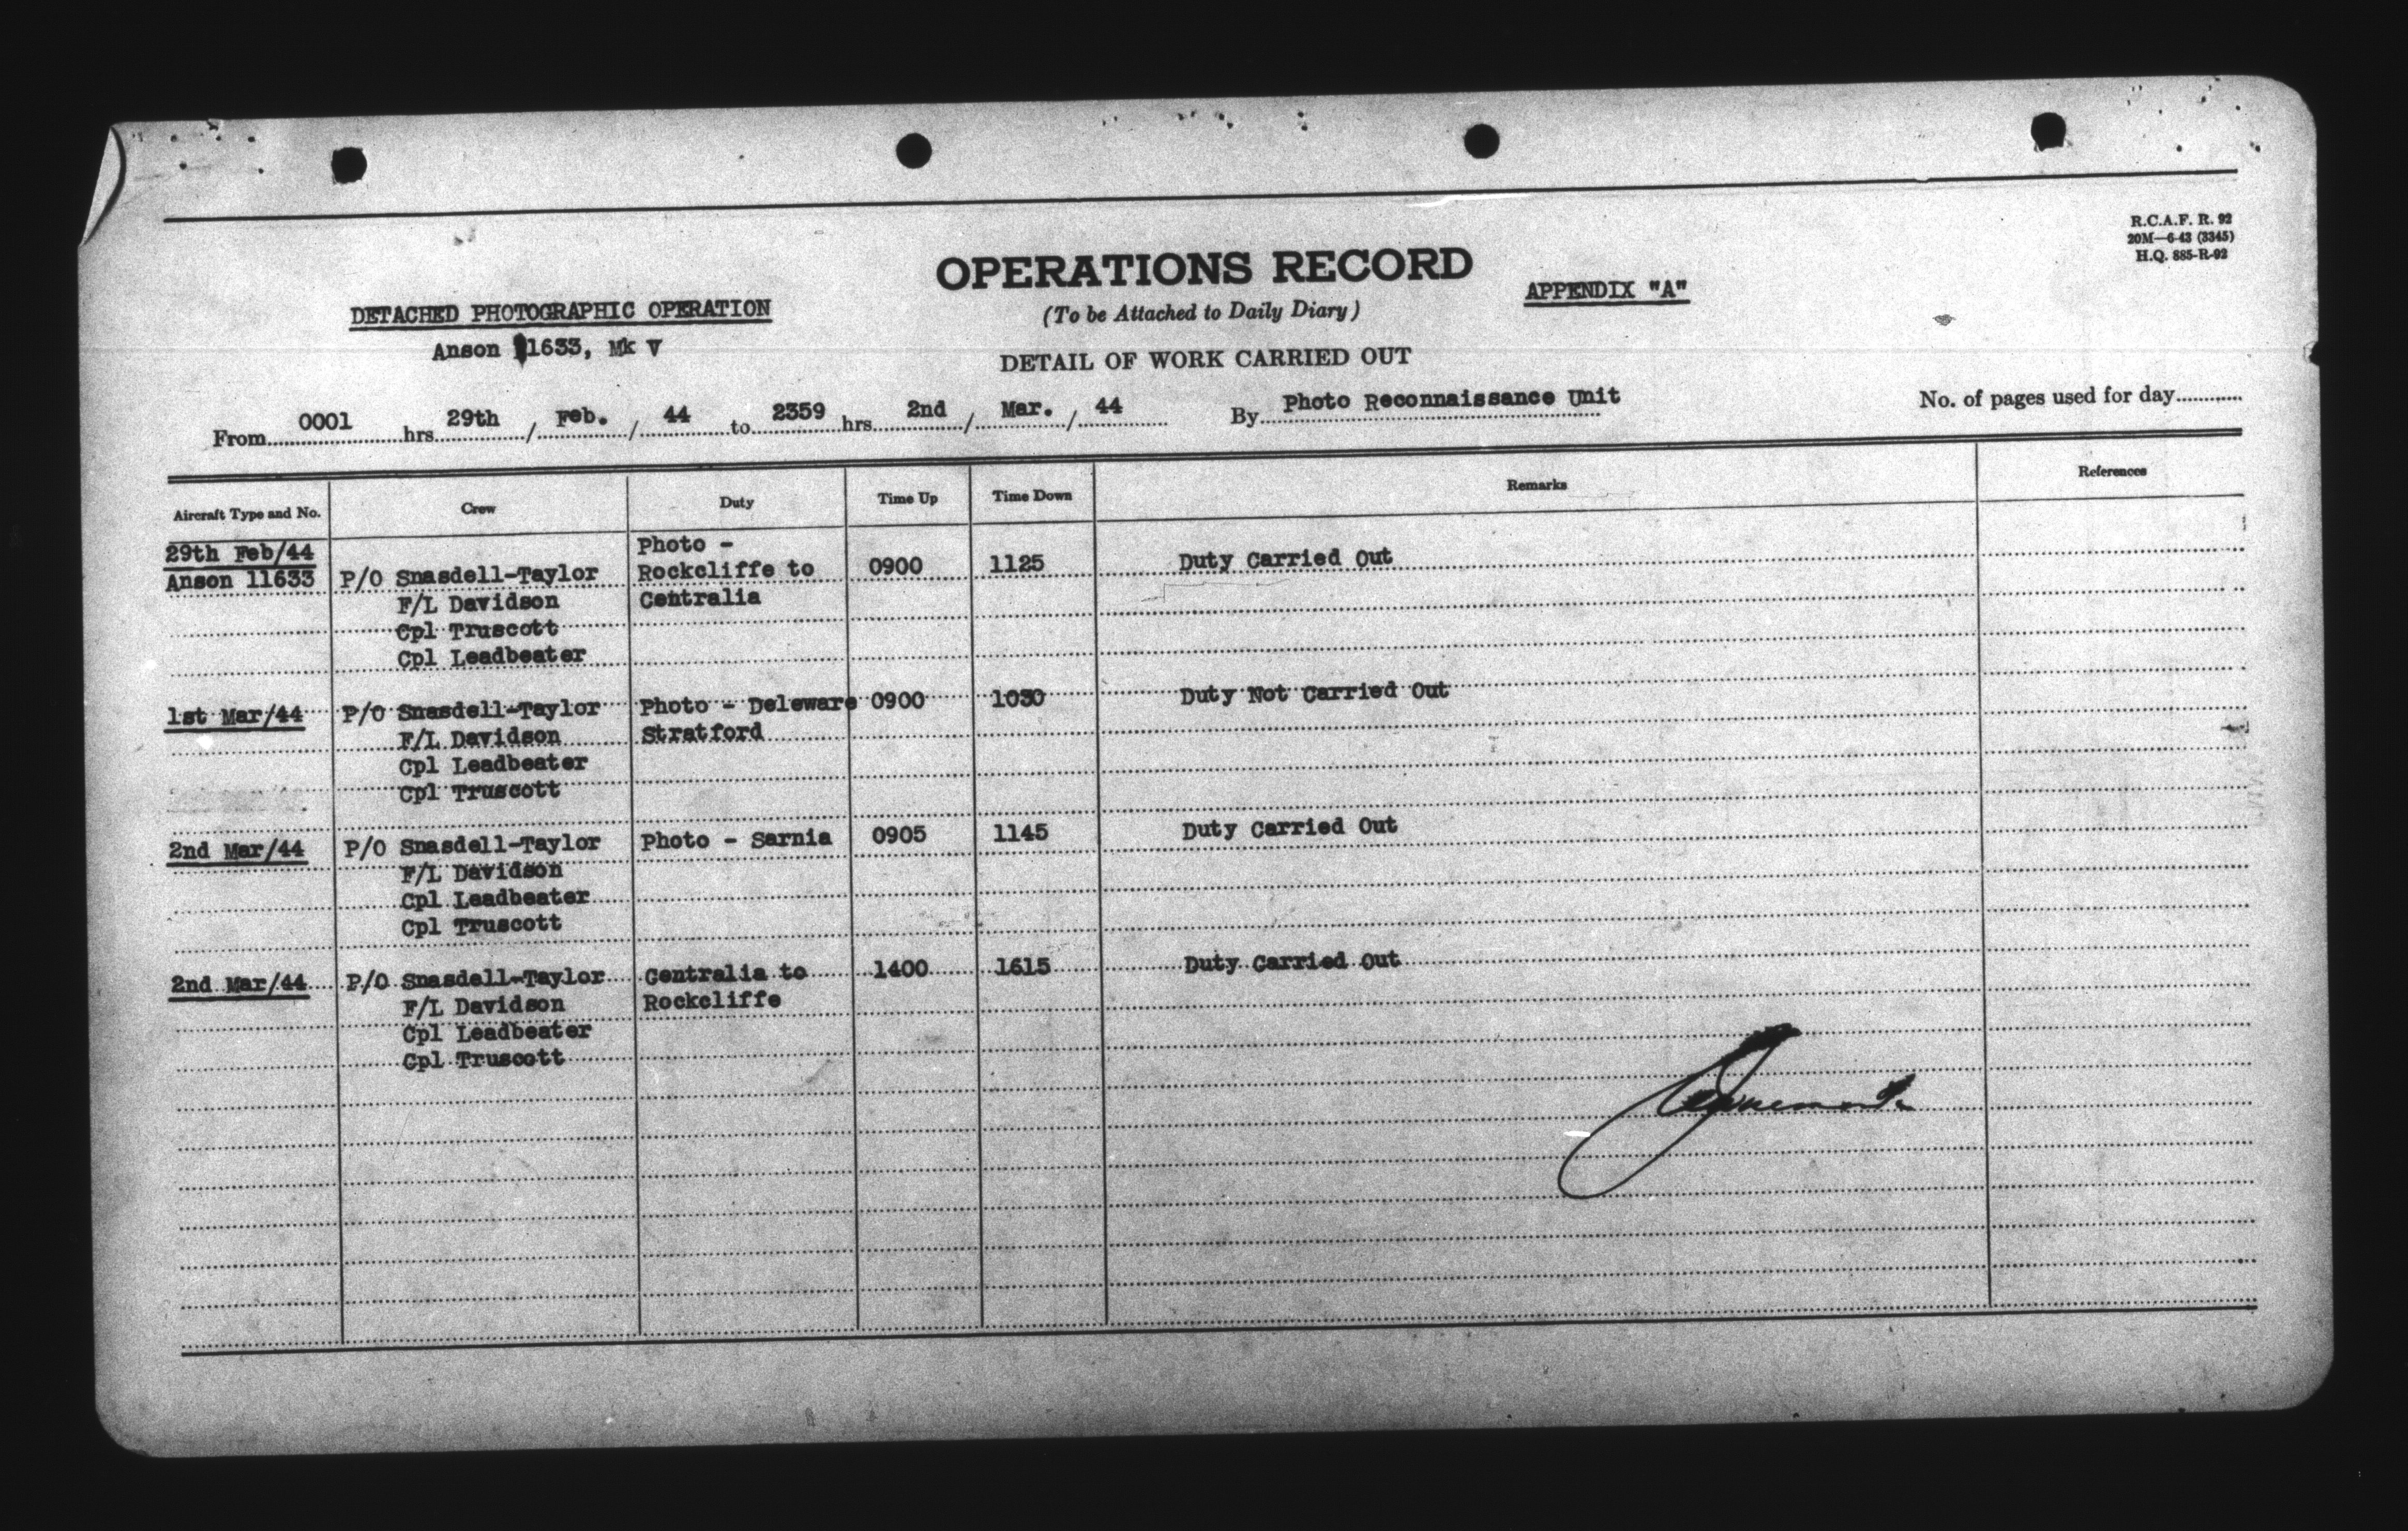 R.C.A.F. R. 92
20M—6-43 (3345)
H.Q. 885-R-92
OPERATIONS RECORD
APPENDIX "A"
DETACHED PHOTOGRAPHIC OPERATION
(To be Attached to Daily Diary)
Anson 11633, Mk V
DETAIL OF WORK CARRIED OUT
From 0001 hrs 29th / Feb. / 44 to 2359 hrs 2nd / Mar. / 44 By Photo Reconnaissance Unit No. of pages used for day
Aircraft Type and No. Crew Duty Time Up Time Down Remarks References
29th Feb/44 Photo -
Anson 11633 P/O Snasdell-Taylor Rockcliffe to 0900 1125 Duty Carried Out
F/L Davidson Centralia
Cpl Truscott
Cpl Leadbeater
1st Mar/44 P/O Snasdell-Taylor Photo - Deleware 0900 1030 Duty Not Carried Out
F/L Davidson Stratford
Cpl Leadbeater
Cpl Truscott
2nd Mar/44 P/O Snasdell-Taylor Photo - Sarnia 0905 1145 Duty Carried Out
F/L Davidson
Cpl Leadbeater
Cpl Truscott
2nd Mar/44 P/O Snasdell-Taylor Centralia to 1400 1615 Duty Carried Out
F/L Davidson Rockcliffe
Cpl Leadbeater
Cpl Truscott